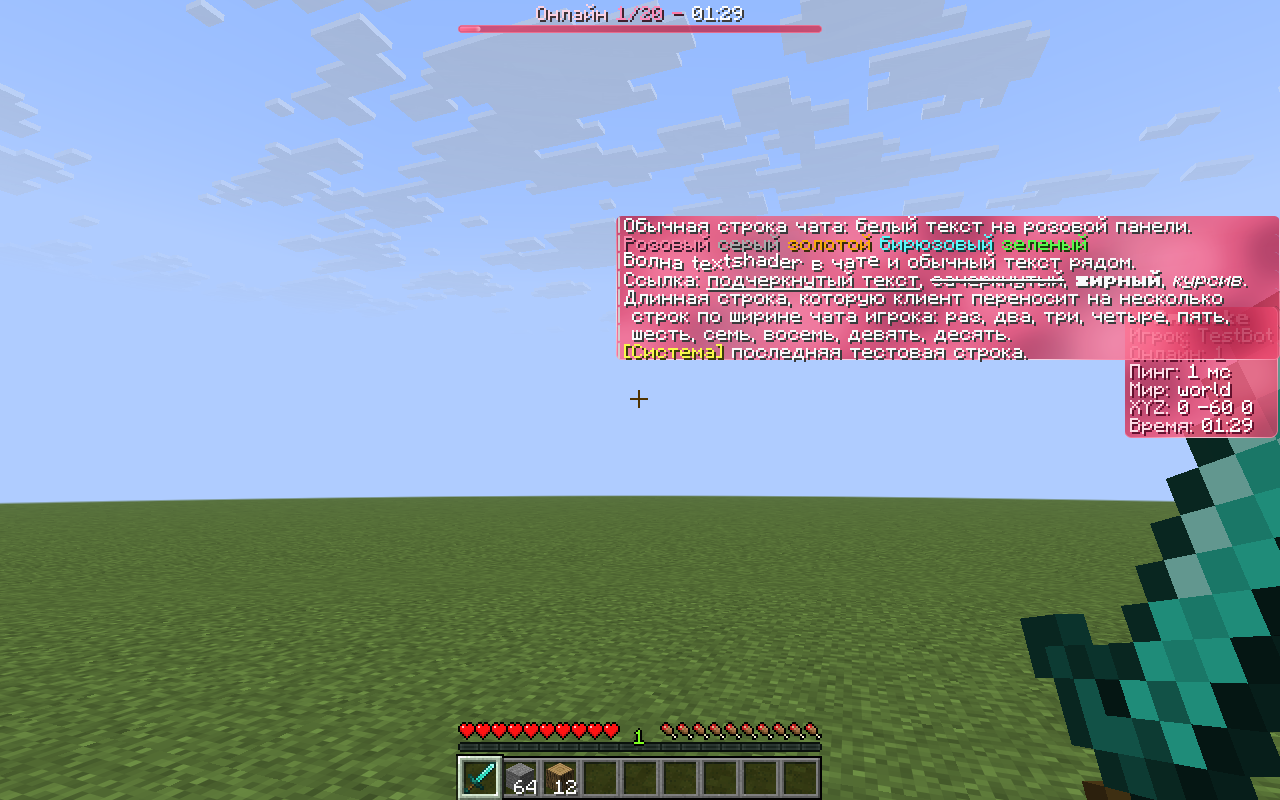 Онлайн 1/20 - 01:29
Обычная строка чата: белый текст на розовой панели.
Розовый серый золотой бирюзовый зеленый
Волна textshader в чате и обычный текст рядом.
Ссылка: подчеркнутый текст, зачеркнутый, жирный, курсив.
Длинная строка, которую клиент переносит на несколько
строк по ширине чата игрока: раз, два, три, четыре, пять,
шесть, семь, восемь, девять, десять.
[Система] последняя тестовая строка.
Игрок: TestBot
Онлайн: 1
Пинг: 1 мс
Мир: world
XYZ: 0 -60 0
Время: 01:29
1
64
12